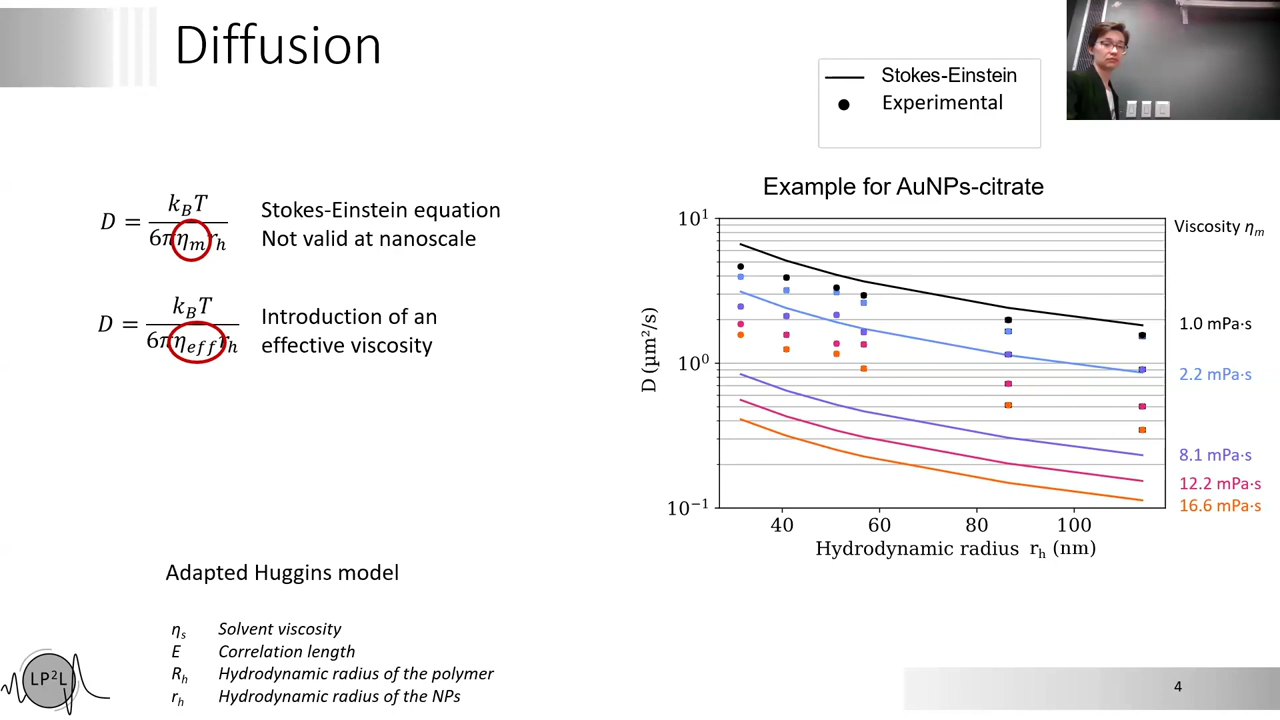 Diffusion
Stokes-Einstein
Experimental
D = k_B T / 6πη_m r_h
Stokes-Einstein equation
Not valid at nanoscale
D = k_B T / 6πη_eff r_h
Introduction of an
effective viscosity
Example for AuNPs-citrate
Viscosity η_m
10¹
10⁰
10⁻¹
D (μm²/s)
1.0 mPa·s
2.2 mPa·s
8.1 mPa·s
12.2 mPa·s
16.6 mPa·s
40 60 80 100
Hydrodynamic radius r_h (nm)
Adapted Huggins model
η_s Solvent viscosity
E Correlation length
R_h Hydrodynamic radius of the polymer
r_h Hydrodynamic radius of the NPs
LP²L
4